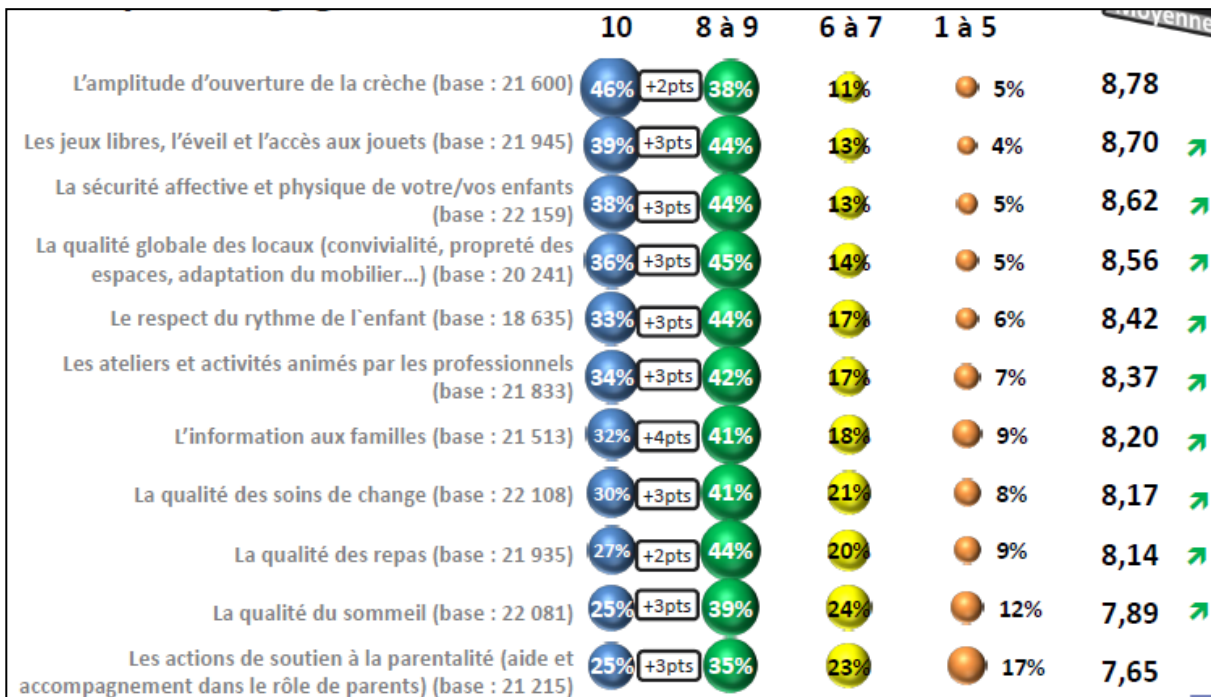 10 8 à 9 6 à 7 1 à 5 Moyenne
L'amplitude d'ouverture de la crèche (base : 21 600) 46% +2pts 38% 11% 5% 8,78
Les jeux libres, l'éveil et l'accès aux jouets (base : 21 945) 39% +3pts 44% 13% 4% 8,70
La sécurité affective et physique de votre/vos enfants
(base : 22 159) 38% +3pts 44% 13% 5% 8,62
La qualité globale des locaux (convivialité, propreté des
espaces, adaptation du mobilier...) (base : 20 241) 36% +3pts 45% 14% 5% 8,56
Le respect du rythme de l`enfant (base : 18 635) 33% +3pts 44% 17% 6% 8,42
Les ateliers et activités animés par les professionnels
(base : 21 833) 34% +3pts 42% 17% 7% 8,37
L'information aux familles (base : 21 513) 32% +4pts 41% 18% 9% 8,20
La qualité des soins de change (base : 22 108) 30% +3pts 41% 21% 8% 8,17
La qualité des repas (base : 21 935) 27% +2pts 44% 20% 9% 8,14
La qualité du sommeil (base : 22 081) 25% +3pts 39% 24% 12% 7,89
Les actions de soutien à la parentalité (aide et
accompagnement dans le rôle de parents) (base : 21 215) 25% +3pts 35% 23% 17% 7,65